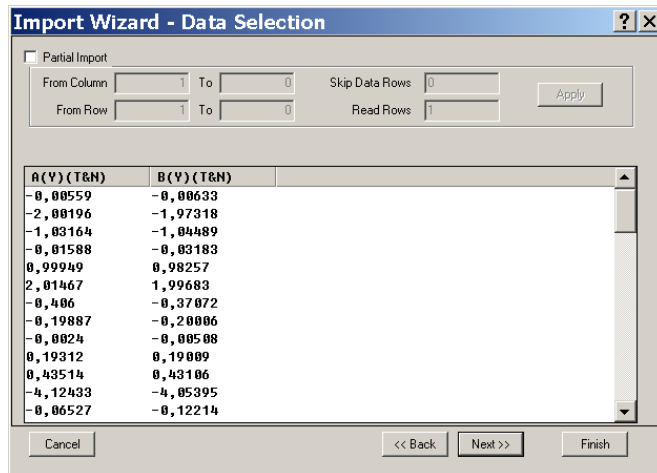 Import Wizard - Data Selection
Partial Import
From Column 1 To 0 Skip Data Rows 0
From Row 1 To 0 Read Rows 1
Apply
A(Y)(T&N) B(Y)(T&N)
-0,00559 -0,00633
-2,00196 -1,97318
-1,03164 -1,04489
-0,01588 -0,03183
0,99949 0,98257
2,01467 1,99683
-0,406 -0,37072
-0,19887 -0,20006
-0,0024 -0,00508
0,19312 0,19009
0,43514 0,43106
-4,12433 -4,05395
-0,06527 -0,12214
Cancel << Back Next >> Finish